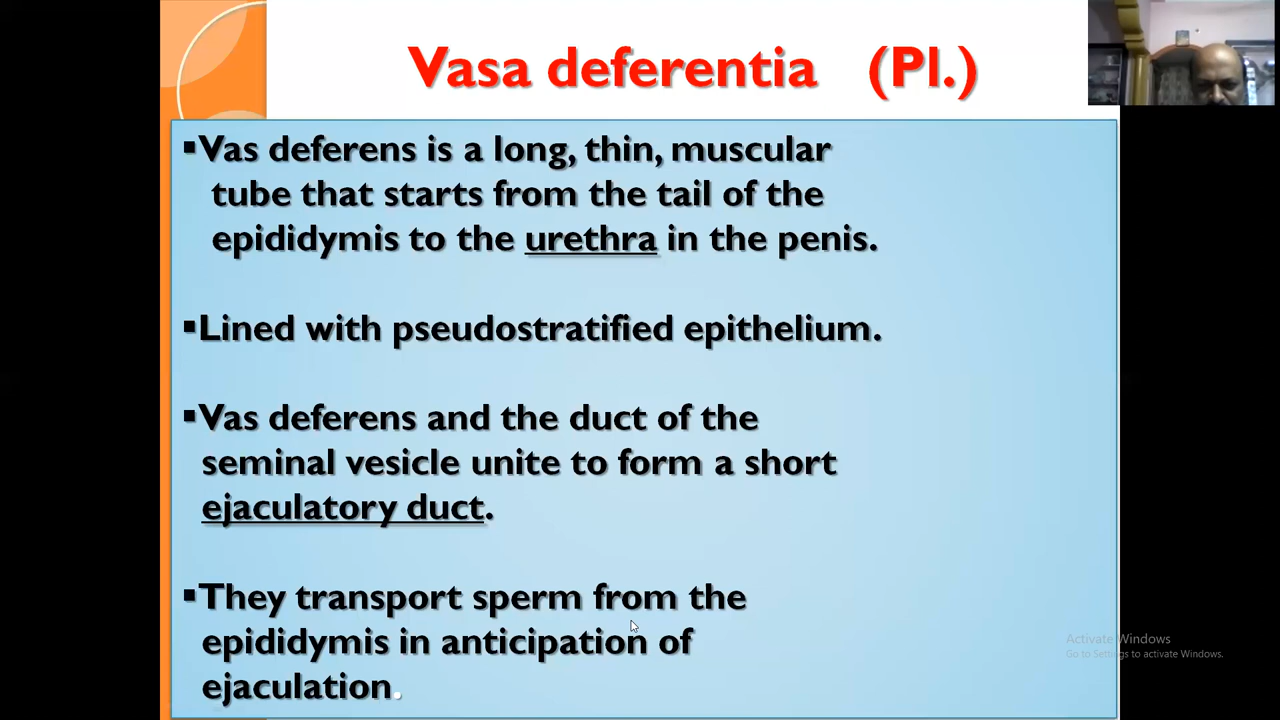 Vasa deferentia (Pl.)
▪Vas deferens is a long, thin, muscular
tube that starts from the tail of the
epididymis to the urethra in the penis.
▪Lined with pseudostratified epithelium.
▪Vas deferens and the duct of the
seminal vesicle unite to form a short
ejaculatory duct.
▪They transport sperm from the
epididymis in anticipation of
ejaculation.
Activate Windows
Go to Settings to activate Windows.